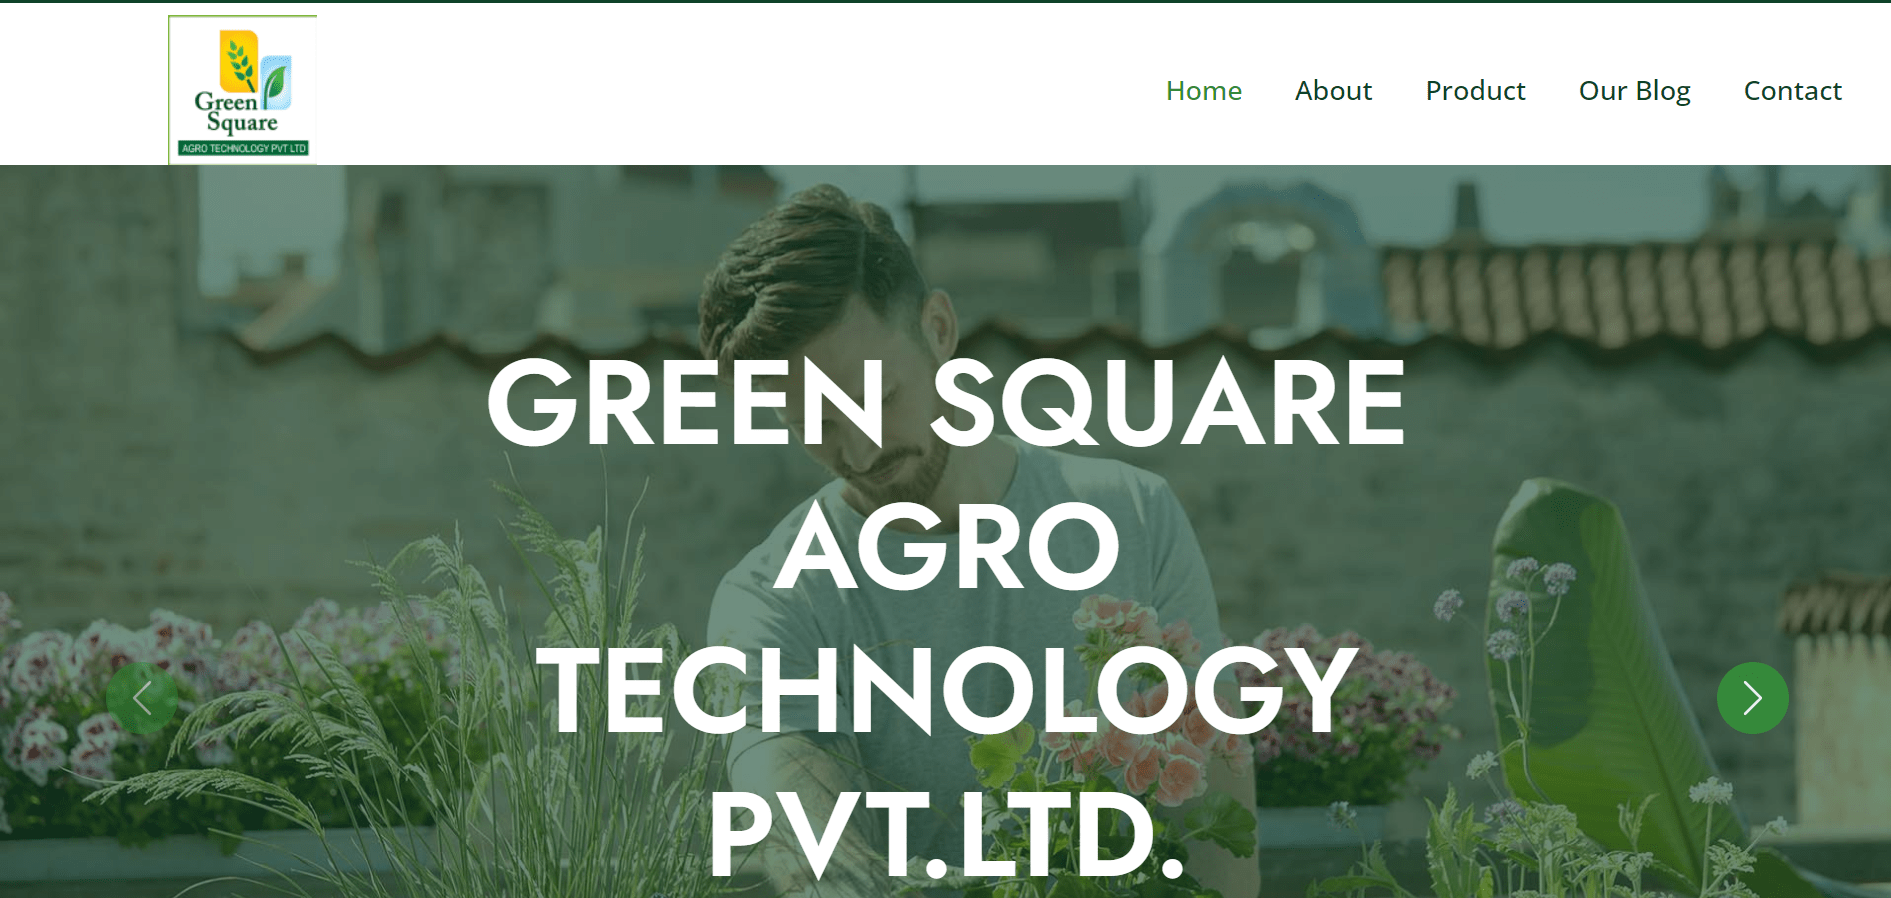 Green
Square
AGRO TECHNOLOGY PVT LTD
Home About Product Our Blog Contact
GREEN SQUARE
AGRO
TECHNOLOGY
PVT.LTD.